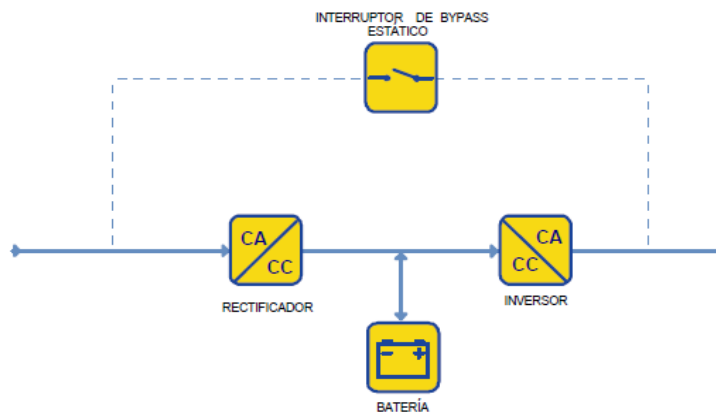 INTERRUPTOR DE BYPASS
ESTÁTICO
CA
CC
CA
CC
RECTIFICADOR
INVERSOR
- +
BATERÍA